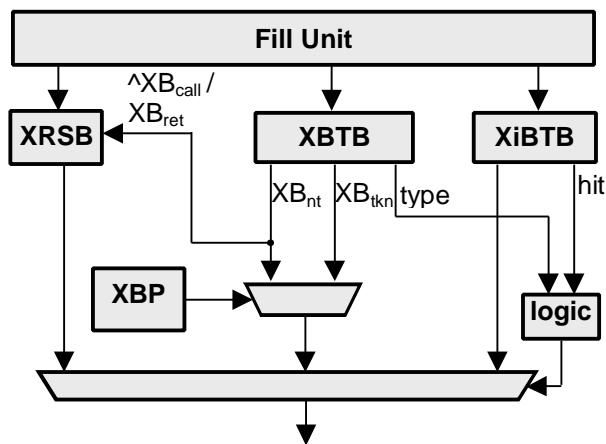 Fill Unit
^XBcall /
XBret
XRSB
XBTB
XiBTB
XBnt
XBtkn
type
hit
XBP
logic